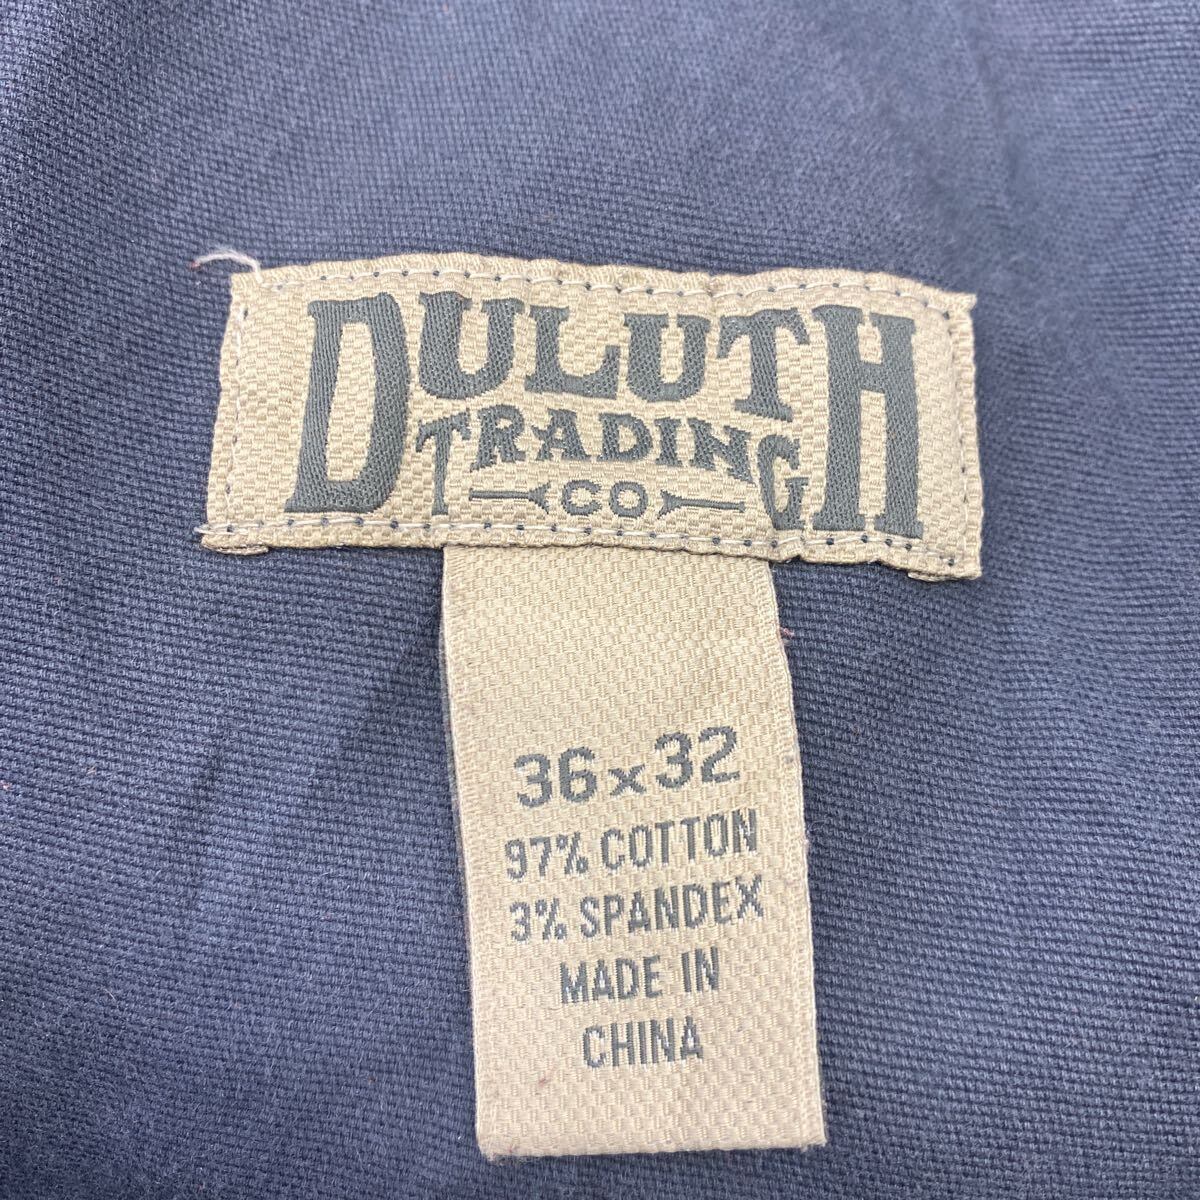 DULUTH
TRADING
CO
36x32
97% COTTON
3% SPANDEX
MADE IN
CHINA